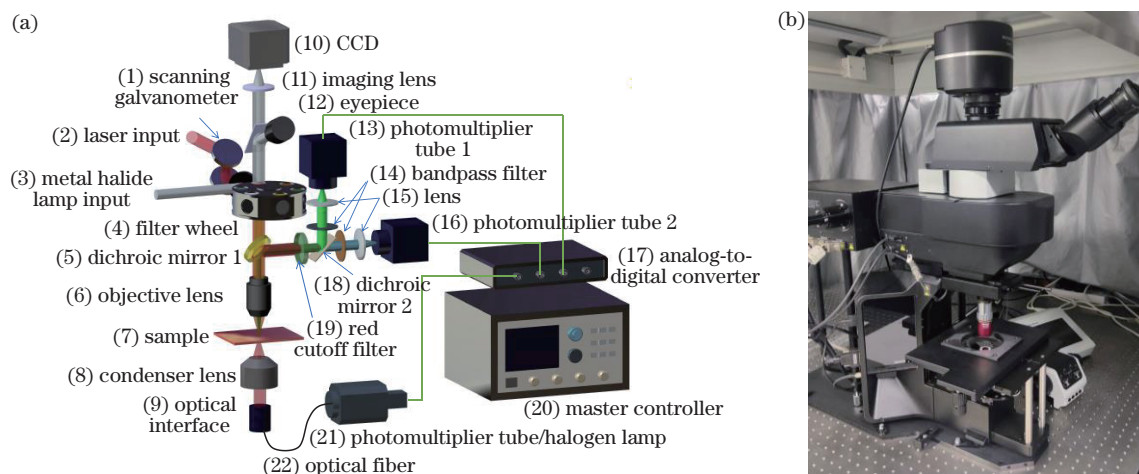 (a)
(10) CCD
(1) scanning
galvanometer
(11) imaging lens
(12) eyepiece
(2) laser input
(13) photomultiplier
tube 1
(3) metal halide
lamp input
(14) bandpass filter
(15) lens
(4) filter wheel
(16) photomultiplier tube 2
(5) dichroic mirror 1
(17) analog-to-
digital converter
(6) objective lens
(18) dichroic
mirror 2
(7) sample
(19) red
cutoff filter
(8) condenser lens
(9) optical
interface
(20) master controller
(21) photomultiplier tube/halogen lamp
(22) optical fiber
(b)